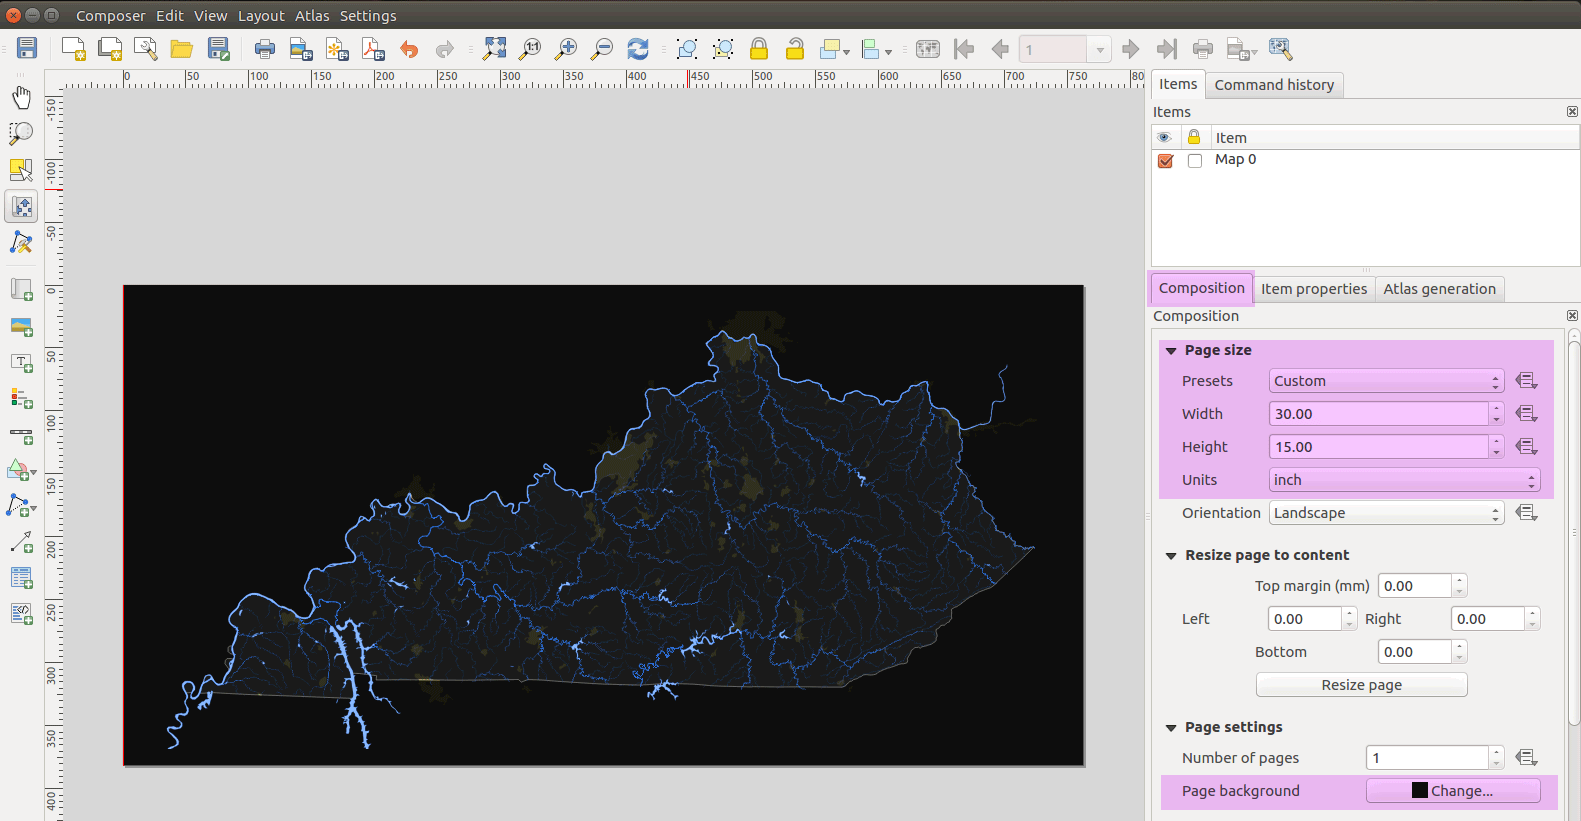 Composer Edit View Layout Atlas Settings
1:1
1
0 50 100 150 200 250 300 350 400 450 500 550 600 650 700 750 80
-150
-100
-50
0
50
100
150
200
250
300
350
400
Items Command history
Items
Item
Map 0
Composition Item properties Atlas generation
Composition
Page size
Presets Custom
Width 30.00
Height 15.00
Units inch
Orientation Landscape
Resize page to content
Top margin (mm) 0.00
Left 0.00 Right 0.00
Bottom 0.00
Resize page
Page settings
Number of pages 1
Page background Change...